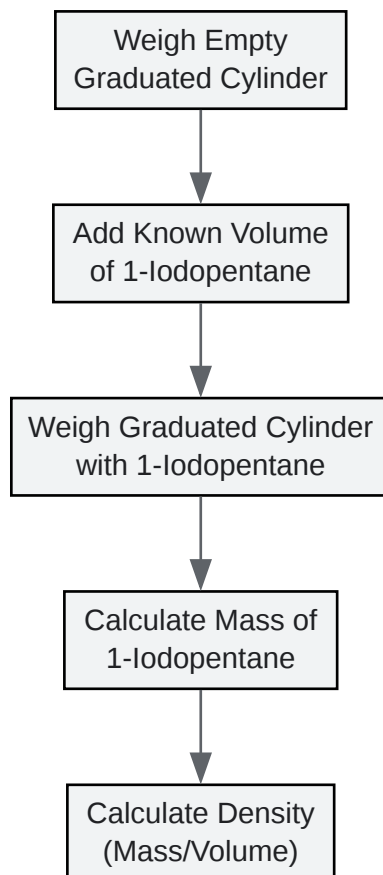 Weigh Empty
Graduated Cylinder
Add Known Volume
of 1-Iodopentane
Weigh Graduated Cylinder
with 1-Iodopentane
Calculate Mass of
1-Iodopentane
Calculate Density
(Mass/Volume)